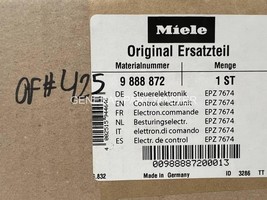 Miele
Original Ersatzteil
Materialnummer Menge
9 888 872 1 ST
DE Steuerelektronik EPZ 7674
EN Control electr.unit EPZ 7674
FR Electron.commande EPZ 7674
NL Besturingselectr. EPZ 7674
IT elettron.di comando EPZ 7674
ES Electr.de control EPZ 7674
00988887200013
.832 Made in Germany ID 3286 TT
OF#425